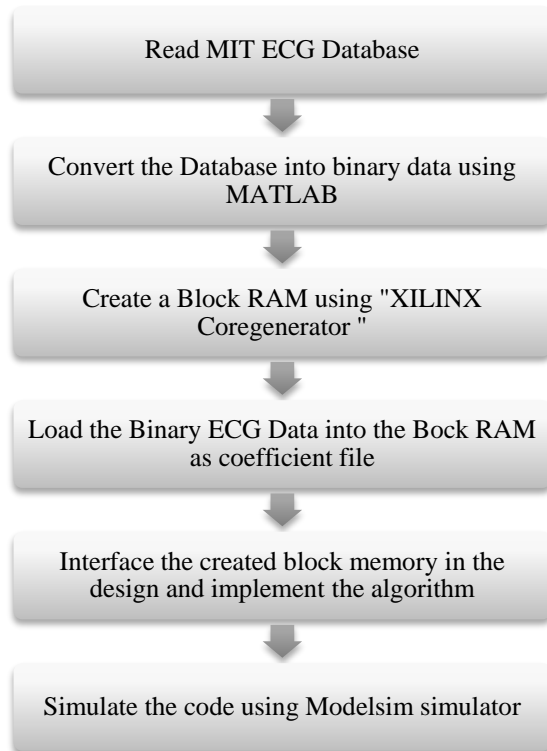 Read MIT ECG Database
Convert the Database into binary data using
MATLAB
Create a Block RAM using "XILINX
Coregenerator "
Load the Binary ECG Data into the Bock RAM
as coefficient file
Interface the created block memory in the
design and implement the algorithm
Simulate the code using Modelsim simulator